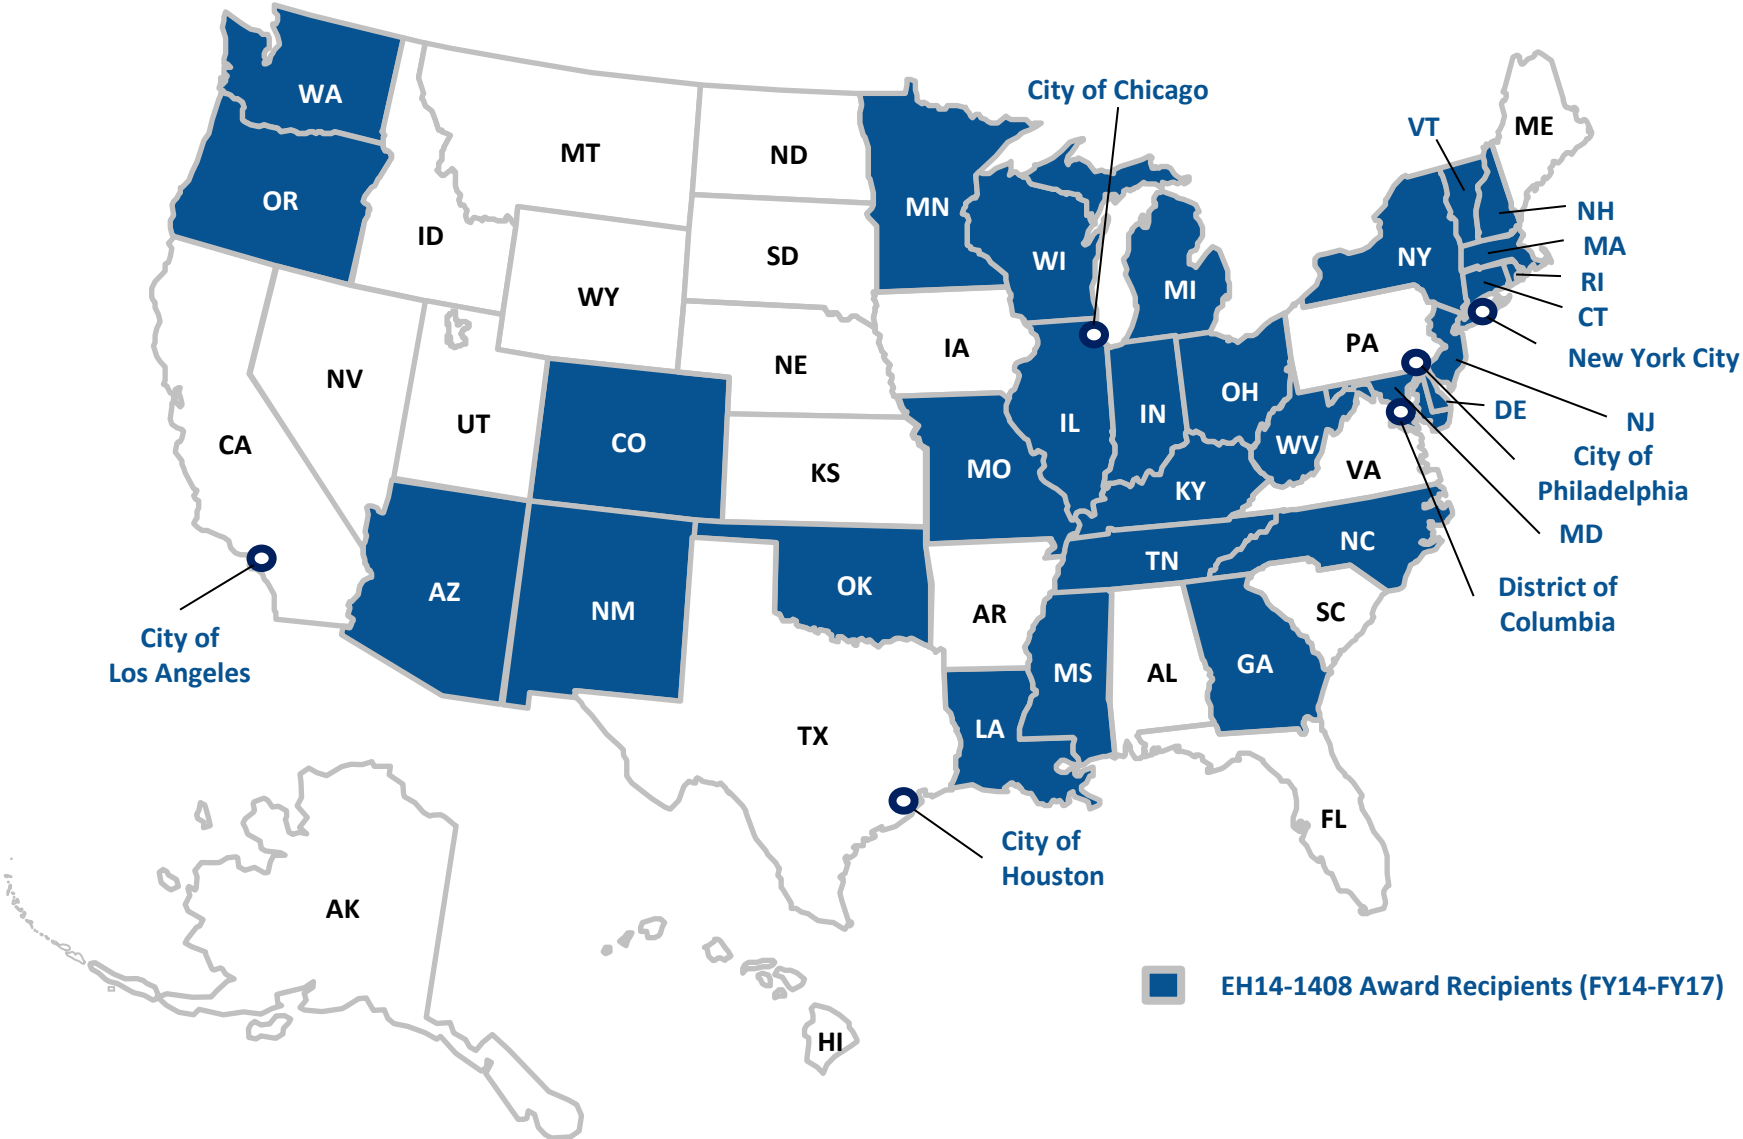 City of Chicago
WA
VT
ME
MT
ND
OR
MN
NH
ID
MA
SD
WI
NY
RI
MI
WY
CT
IA
PA
New York City
NE
NV
OH
DE
IN
UT
IL
NJ
CO
WV
CA
City of
Philadelphia
KS
MO
VA
KY
MD
NC
TN
OK
AZ
NM
District of
Columbia
AR
SC
City of
Los Angeles
MS
AL
GA
LA
TX
FL
City of
Houston
AK
EH14-1408 Award Recipients (FY14-FY17)
HI